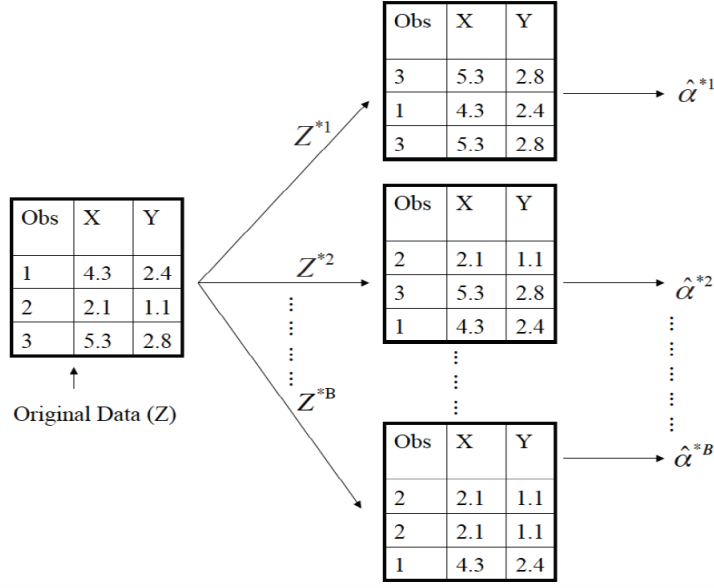 Obs X Y
3 5.3 2.8
1 4.3 2.4
3 5.3 2.8
Z*1
α̂*1
Obs X Y
1 4.3 2.4
2 2.1 1.1
3 5.3 2.8
Original Data (Z)
Z*2
Obs X Y
2 2.1 1.1
3 5.3 2.8
1 4.3 2.4
α̂*2
Z*B
Obs X Y
2 2.1 1.1
2 2.1 1.1
1 4.3 2.4
α̂*B